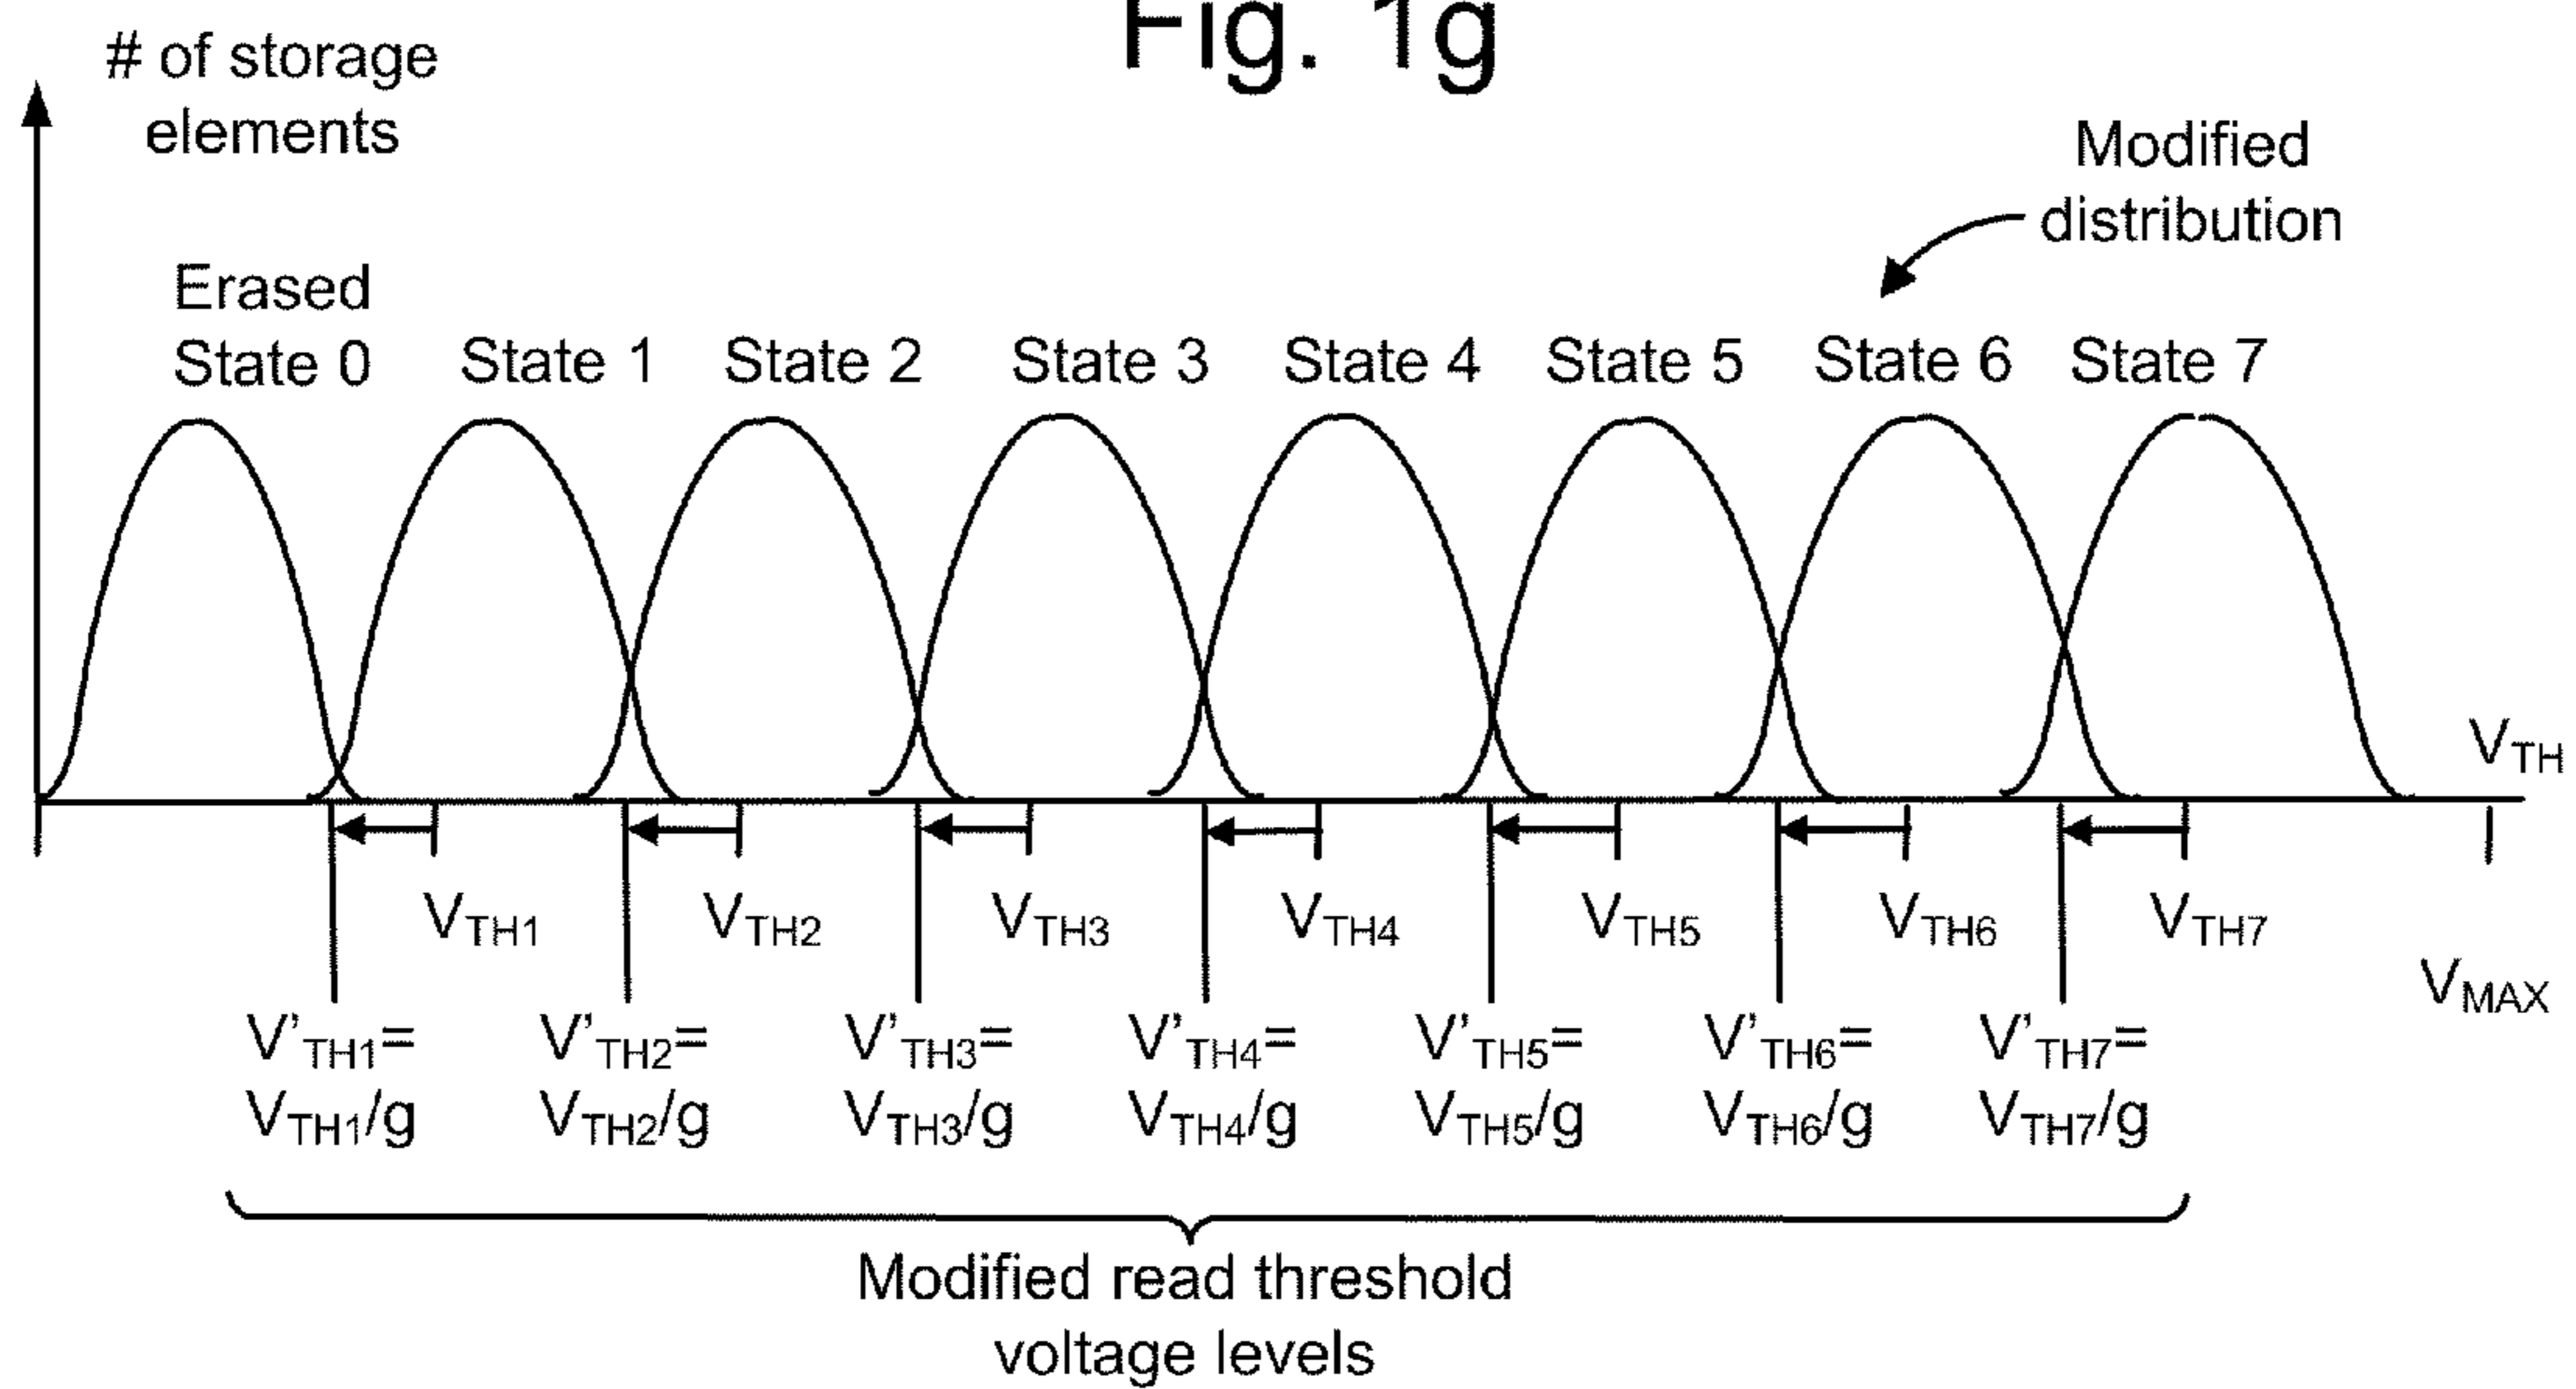 Fig. 1g
# of storage
elements
Modified
distribution
Erased
State 0 State 1 State 2 State 3 State 4 State 5 State 6 State 7
VTH
VTH1 VTH2 VTH3 VTH4 VTH5 VTH6 VTH7
VMAX
V’TH1= V’TH2= V’TH3= V’TH4= V’TH5= V’TH6= V’TH7=
VTH1/g VTH2/g VTH3/g VTH4/g VTH5/g VTH6/g VTH7/g
Modified read threshold
voltage levels